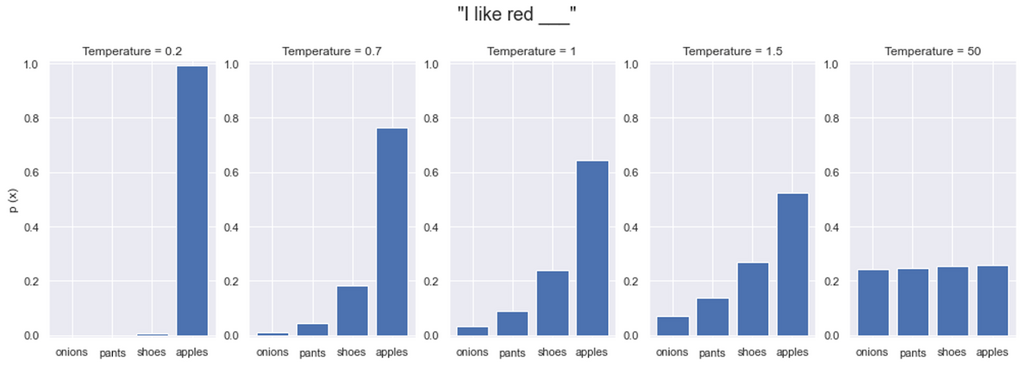 "I like red ___"
Temperature = 0.2
Temperature = 0.7
Temperature = 1
Temperature = 1.5
Temperature = 50
p (x)
1.0
0.8
0.6
0.4
0.2
0.0
onions pants shoes apples
1.0
0.8
0.6
0.4
0.2
0.0
onions pants shoes apples
1.0
0.8
0.6
0.4
0.2
0.0
onions pants shoes apples
1.0
0.8
0.6
0.4
0.2
0.0
onions pants shoes apples
1.0
0.8
0.6
0.4
0.2
0.0
onions pants shoes apples